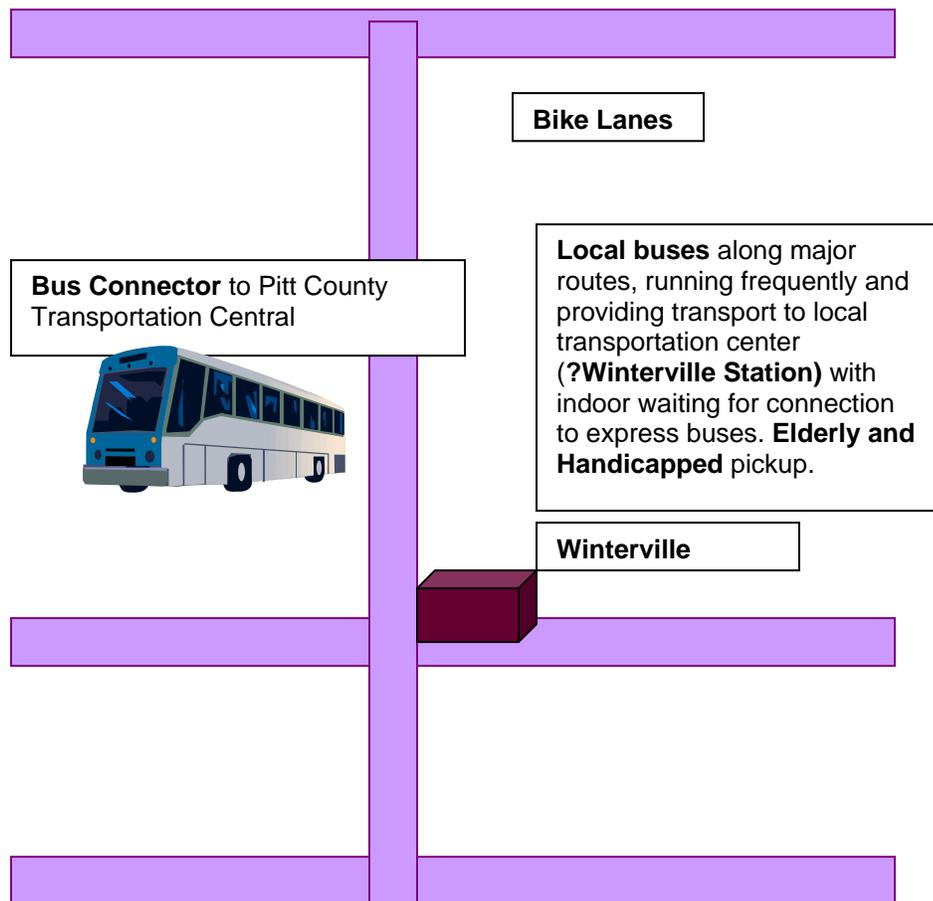 Bike Lanes
Bus Connector to Pitt County
Transportation Central
Local buses along major
routes, running frequently and
providing transport to local
transportation center
(?Winterville Station) with
indoor waiting for connection
to express buses. Elderly and
Handicapped pickup.
Winterville